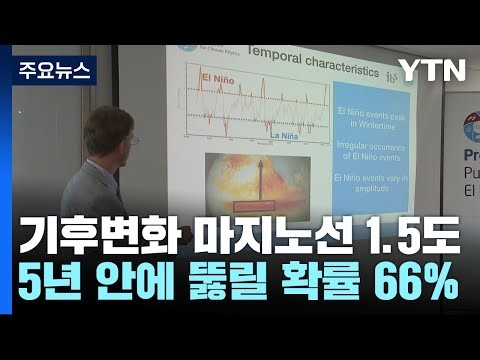 주요뉴스
YTN
for Climate Physics
Temporal characteristics
ibS
El Niño
La Niña
El Niño events peak
in Wintertime
Irregular occurrence
of El Niño events
El Niño events vary in
amplitude
Pre
Pu
El
기후변화 마지노선 1.5도
5년 안에 뚫릴 확률 66%